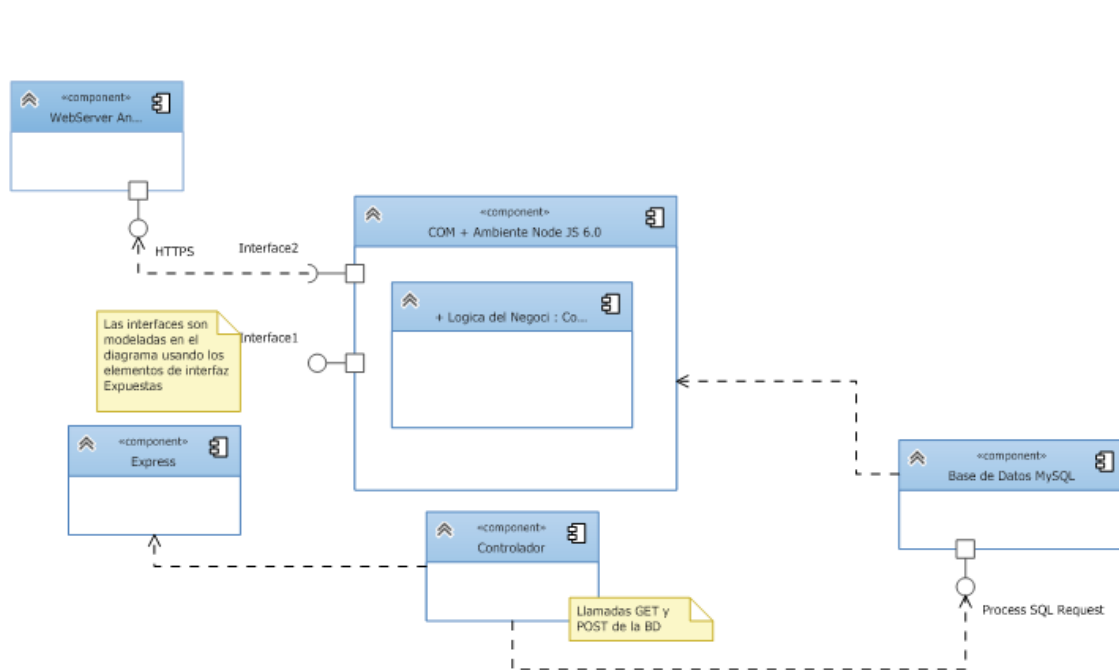 «component»
WebServer An...
HTTPS
Interface2
«component»
COM + Ambiente Node JS 6.0
+ Logica del Negoci : Co...
Interface1
Las interfaces son
modeladas en el
diagrama usando los
elementos de interfaz
Expuestas
«component»
Express
«component»
Controlador
Llamadas GET y
POST de la BD
«component»
Base de Datos MySQL
Process SQL Request